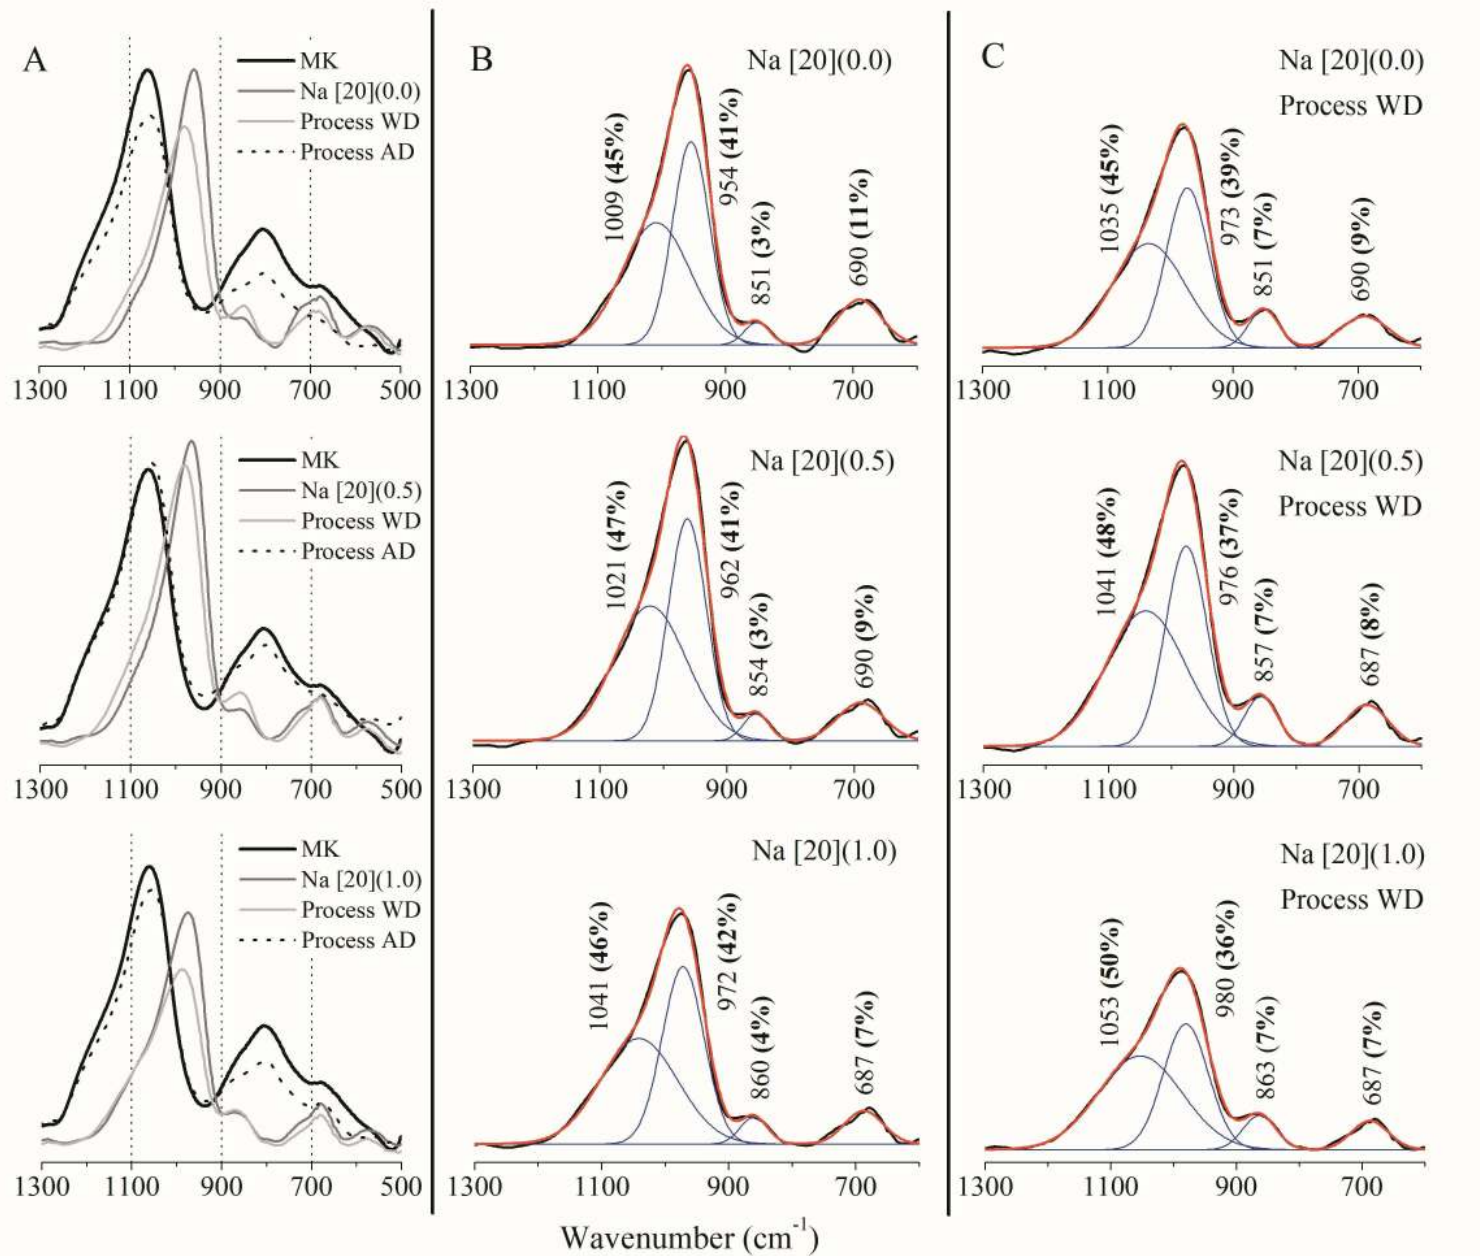 A
MK
Na [20](0.0)
Process WD
Process AD
1300 1100 900 700 500
MK
Na [20](0.5)
Process WD
Process AD
1300 1100 900 700 500
MK
Na [20](1.0)
Process WD
Process AD
1300 1100 900 700 500
B
Na [20](0.0)
1009 (45%)
954 (41%)
851 (3%)
690 (11%)
1300 1100 900 700
Na [20](0.5)
1021 (47%)
962 (41%)
854 (3%)
690 (9%)
1300 1100 900 700
Na [20](1.0)
1041 (46%)
972 (42%)
860 (4%)
687 (7%)
1300 1100 900 700
C
Na [20](0.0)
Process WD
1035 (45%)
973 (39%)
851 (7%)
690 (9%)
1300 1100 900 700
Na [20](0.5)
Process WD
1041 (48%)
976 (37%)
857 (7%)
687 (8%)
1300 1100 900 700
Na [20](1.0)
Process WD
1053 (50%)
980 (36%)
863 (7%)
687 (7%)
1300 1100 900 700
Wavenumber (cm⁻¹)